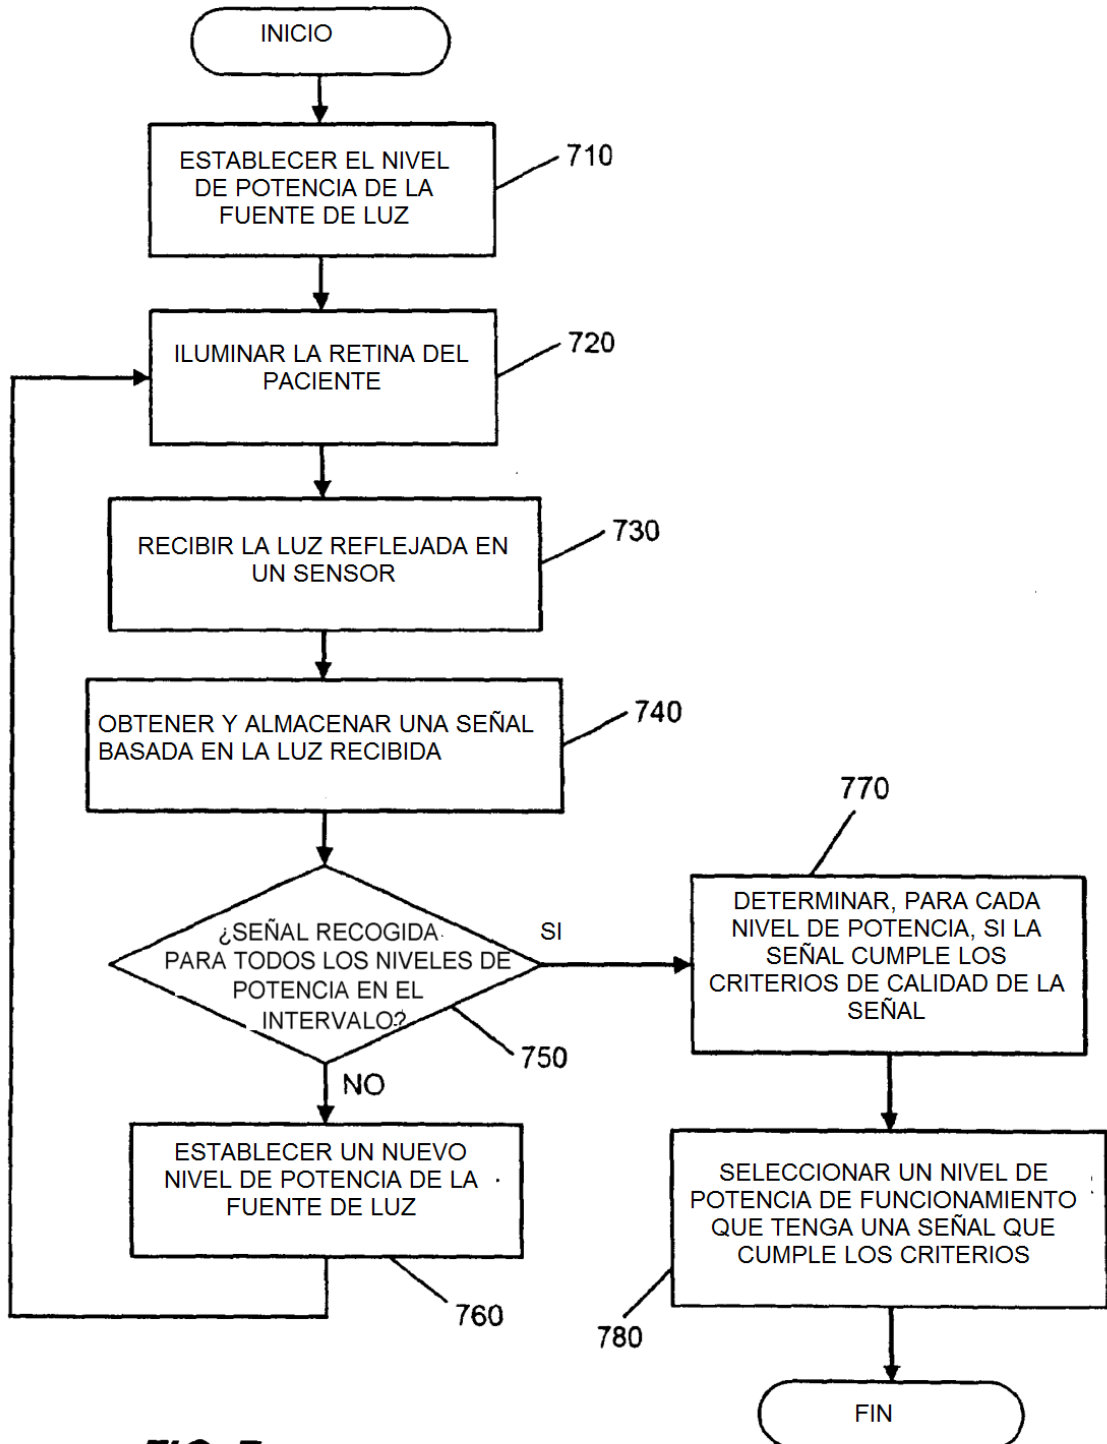 INICIO
ESTABLECER EL NIVEL
DE POTENCIA DE LA
FUENTE DE LUZ
710
ILUMINAR LA RETINA DEL
PACIENTE
720
RECIBIR LA LUZ REFLEJADA EN
UN SENSOR
730
OBTENER Y ALMACENAR UNA SEÑAL
BASADA EN LA LUZ RECIBIDA
740
¿SEÑAL RECOGIDA
PARA TODOS LOS NIVELES DE
POTENCIA EN EL
INTERVALO?
750
SI
NO
ESTABLECER UN NUEVO
NIVEL DE POTENCIA DE LA
FUENTE DE LUZ
760
770
DETERMINAR, PARA CADA
NIVEL DE POTENCIA, SI LA
SEÑAL CUMPLE LOS
CRITERIOS DE CALIDAD DE LA
SEÑAL
SELECCIONAR UN NIVEL DE
POTENCIA DE FUNCIONAMIENTO
QUE TENGA UNA SEÑAL QUE
CUMPLE LOS CRITERIOS
780
FIN